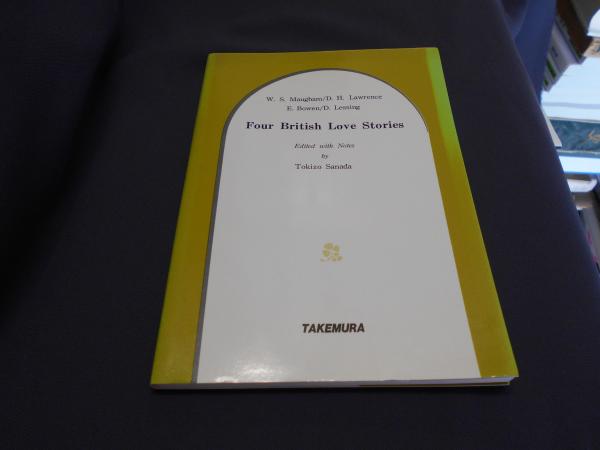 W. S. Maugham/D. H. Lawrence
E. Bowen/D. Lessing
Four British Love Stories
Edited with Notes
by
Tokizo Sanada
TAKEMURA